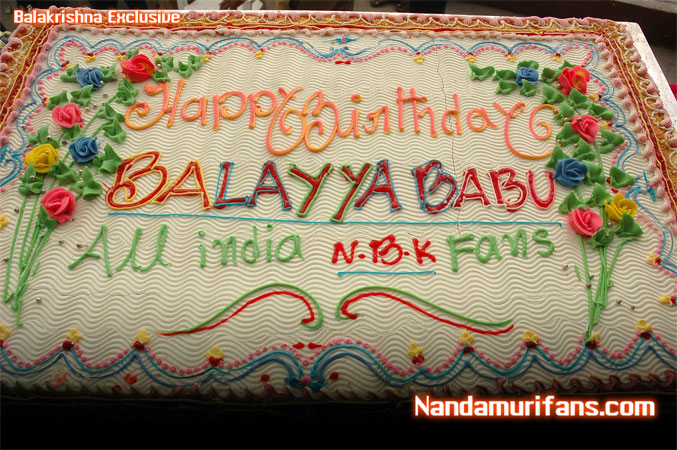 Balakrishna Exclusive
Happy Birthday
BALAYYA BABU
All india N.B.K Fans
Nandamurifans.com